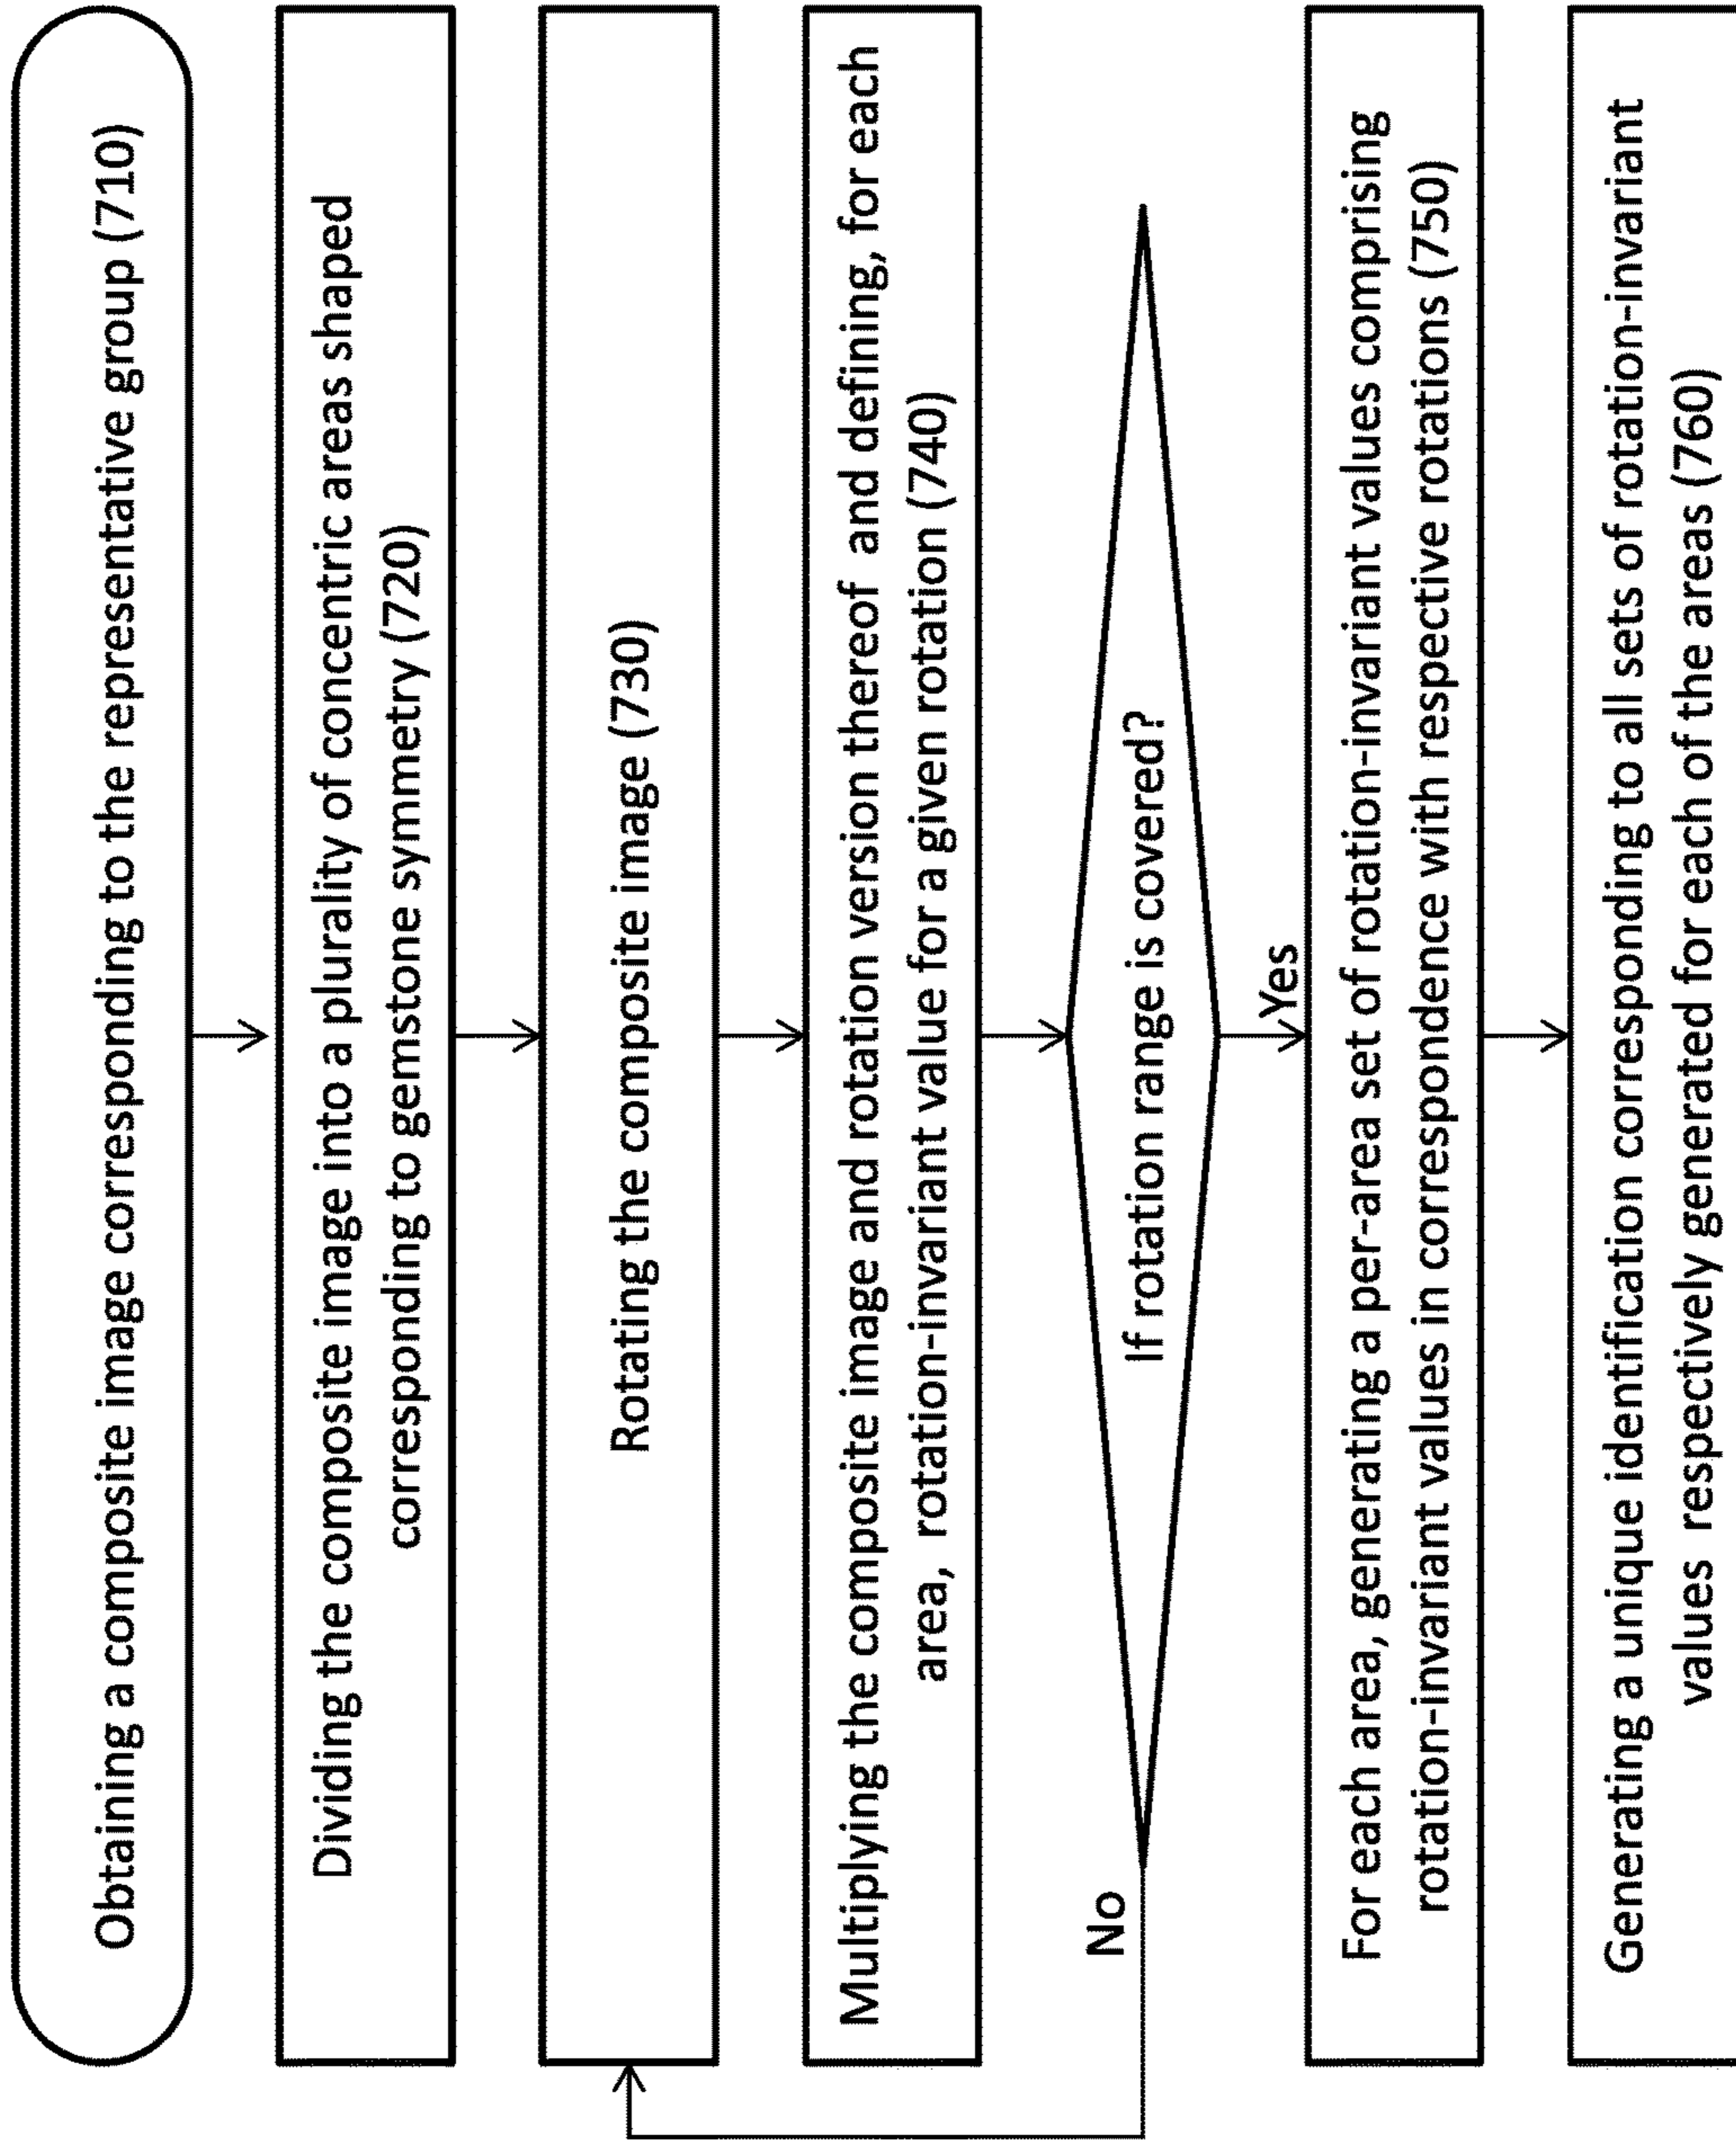 Obtaining a composite image corresponding to the representative group (710)
Dividing the composite image into a plurality of concentric areas shaped
corresponding to gemstone symmetry (720)
Rotating the composite image (730)
Multiplying the composite image and rotation version thereof and defining, for each
area, rotation-invariant value for a given rotation (740)
If rotation range is covered?
No
Yes
For each area, generating a per-area set of rotation-invariant values comprising
rotation-invariant values in correspondence with respective rotations (750)
Generating a unique identification corresponding to all sets of rotation-invariant
values respectively generated for each of the areas (760)